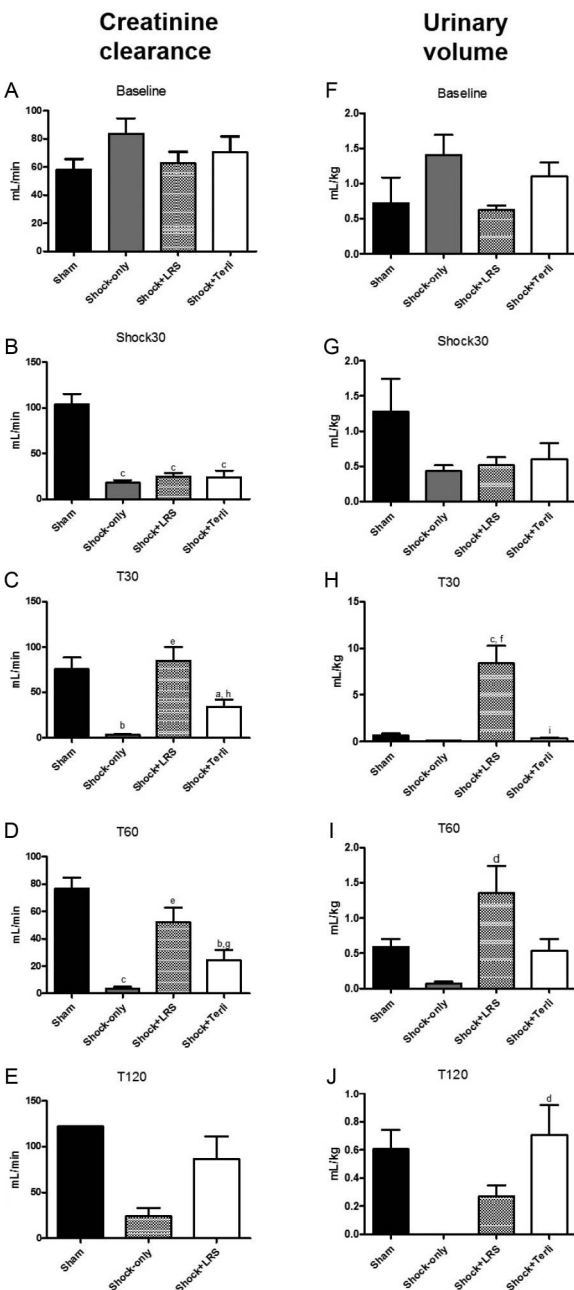 Creatinine
clearance
Urinary
volume
A
Baseline
mL/min
100
80
60
40
20
0
Sham
Shock-only
Shock+LRS
Shock+Terli
F
Baseline
mL/kg
2.0
1.5
1.0
0.5
0.0
Sham
Shock-only
Shock+LRS
Shock+Terli
B
Shock30
mL/min
150
100
50
0
c
c
c
Sham
Shock-only
Shock+LRS
Shock+Terli
G
Shock30
mL/kg
2.0
1.5
1.0
0.5
0.0
Sham
Shock-only
Shock+LRS
Shock+Terli
C
T30
mL/min
150
100
50
0
b
e
a, h
Sham
Shock-only
Shock+LRS
Shock+Terli
H
T30
mL/kg
15
10
5
0
c, f
i
Sham
Shock-only
Shock+LRS
Shock+Terli
D
T60
mL/min
100
80
60
40
20
0
c
e
b,g
Sham
Shock-only
Shock+LRS
Shock+Terli
I
T60
mL/kg
2.0
1.5
1.0
0.5
0.0
d
Sham
Shock-only
Shock+LRS
Shock+Terli
E
T120
mL/min
150
100
50
0
Sham
Shock-only
Shock+LRS
J
T120
mL/kg
1.0
0.8
0.6
0.4
0.2
0.0
d
Sham
Shock-only
Shock+LRS
Shock+Terli